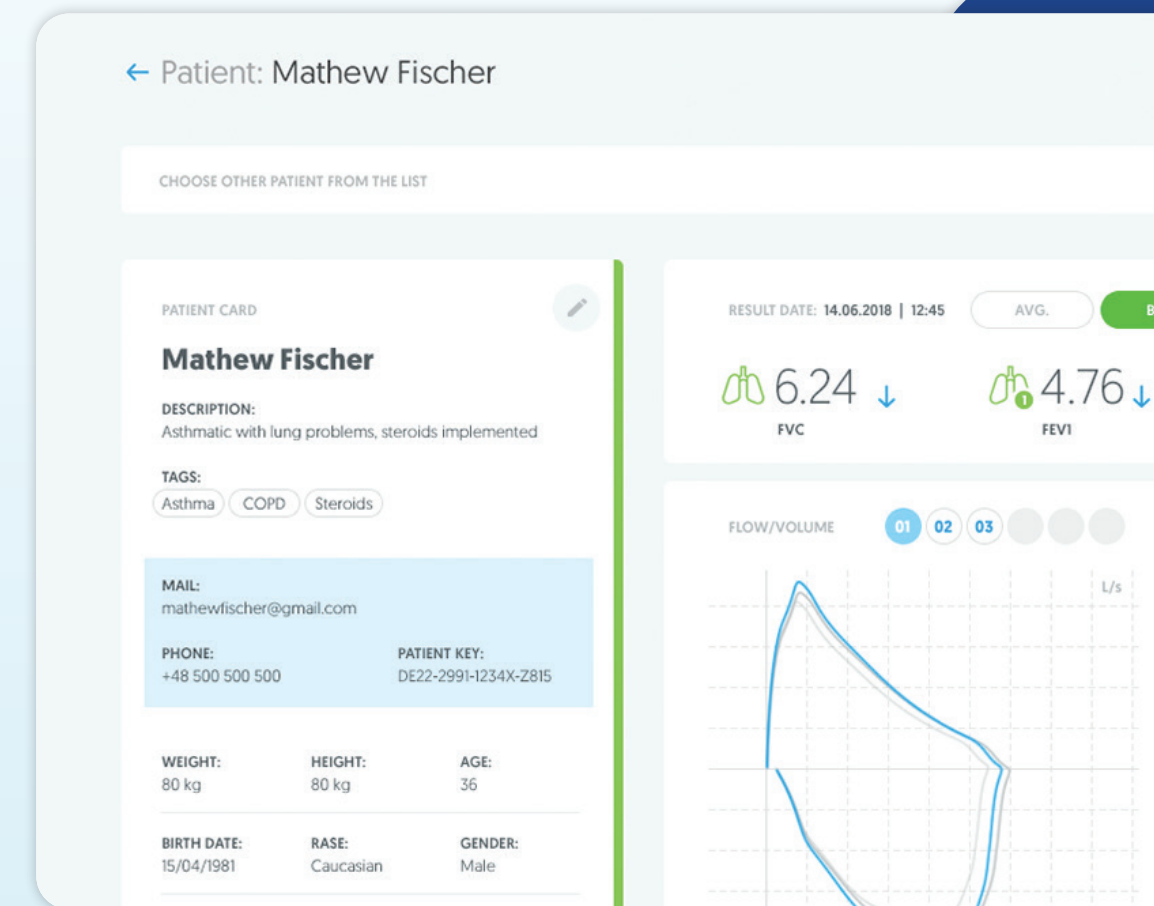 ← Patient: Mathew Fischer
CHOOSE OTHER PATIENT FROM THE LIST
PATIENT CARD
Mathew Fischer
DESCRIPTION:
Asthmatic with lung problems, steroids implemented
TAGS:
Asthma COPD Steroids
MAIL:
mathewfischer@gmail.com
PHONE: PATIENT KEY:
+48 500 500 500 DE22-2991-1234X-Z815
WEIGHT: HEIGHT: AGE:
80 kg 80 kg 36
BIRTH DATE: RASE: GENDER:
15/04/1981 Caucasian Male
RESULT DATE: 14.06.2018 | 12:45 AVG.
6.24 ↓ 1 4.76 ↓
FVC FEV1
FLOW/VOLUME 01 02 03
L/s